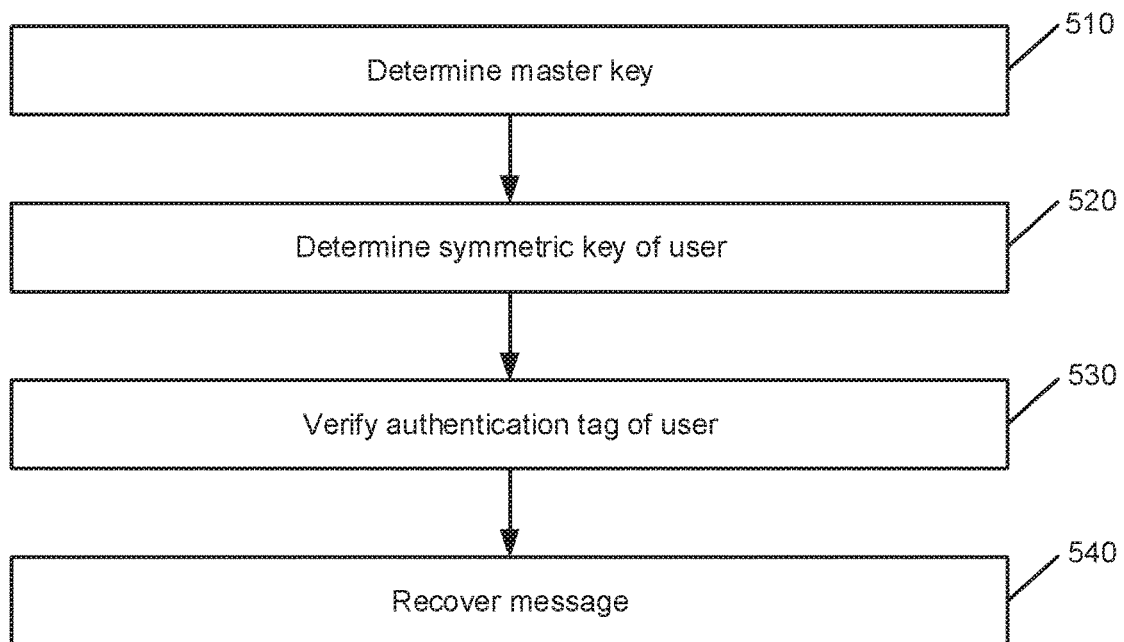 510
Determine master key
520
Determine symmetric key of user
530
Verify authentication tag of user
540
Recover message